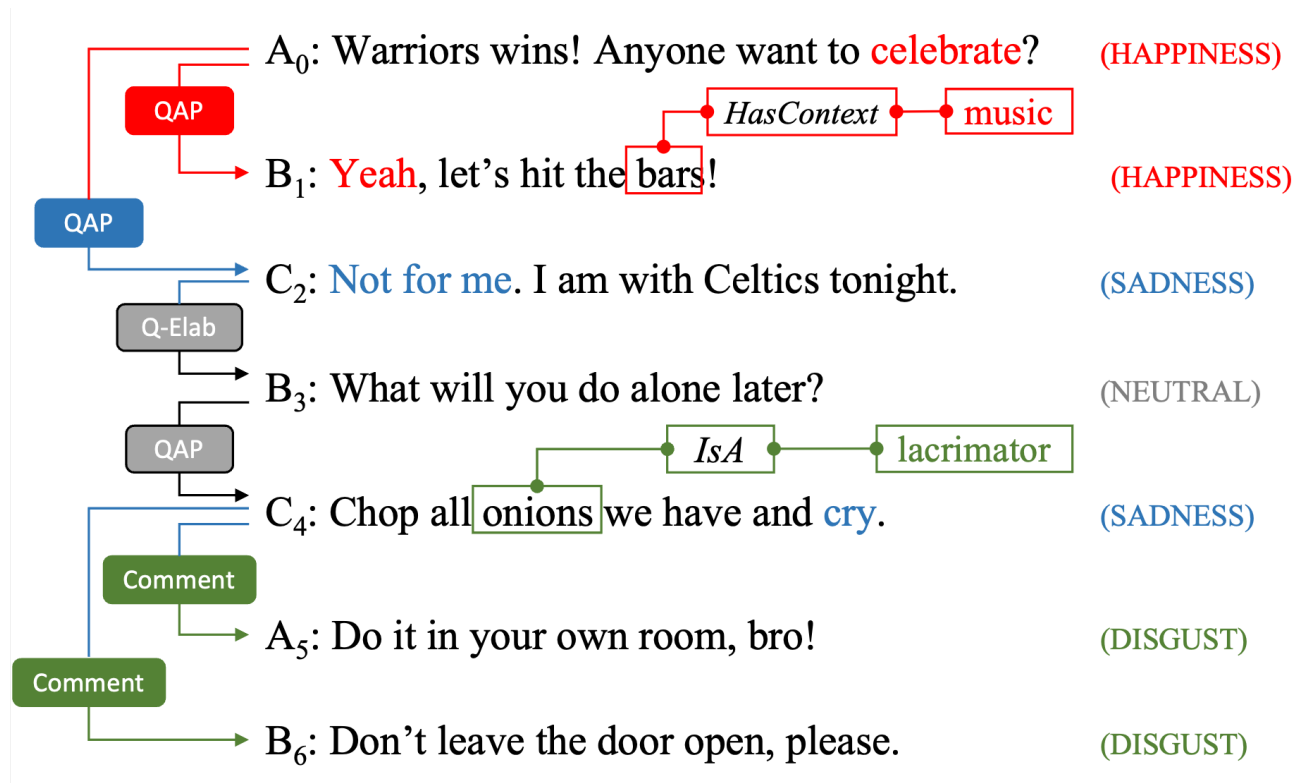 A₀: Warriors wins! Anyone want to celebrate? (HAPPINESS)
QAP
HasContext music
B₁: Yeah, let's hit the bars! (HAPPINESS)
QAP
C₂: Not for me. I am with Celtics tonight. (SADNESS)
Q-Elab
B₃: What will you do alone later? (NEUTRAL)
QAP
IsA lacrimator
C₄: Chop all onions we have and cry. (SADNESS)
Comment
A₅: Do it in your own room, bro! (DISGUST)
Comment
B₆: Don't leave the door open, please. (DISGUST)